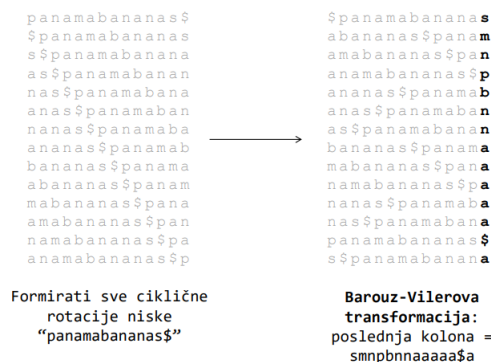 panamabananas$
$panamabananas
s$panamabanana
as$panamabanan
nas$panamabana
anas$panamaban
nanas$panamaba
ananas$panamab
bananas$panama
abananas$panam
mabananas$pana
amabananas$pan
namabananas$pa
anamabananas$p
Formirati sve ciklične
rotacije niske
“panamabananas$”
$panamabananas
abananas$panam
amabananas$pan
anamabananas$p
ananas$panamab
anas$panamaban
as$panamabanan
bananas$panama
mabananas$pana
namabananas$pa
nanas$panamaba
nas$panamabana
panamabananas$
s$panamabanana
Barouz-Vilerova
transformacija:
poslednja kolona =
smnpbnnaaaaa$a